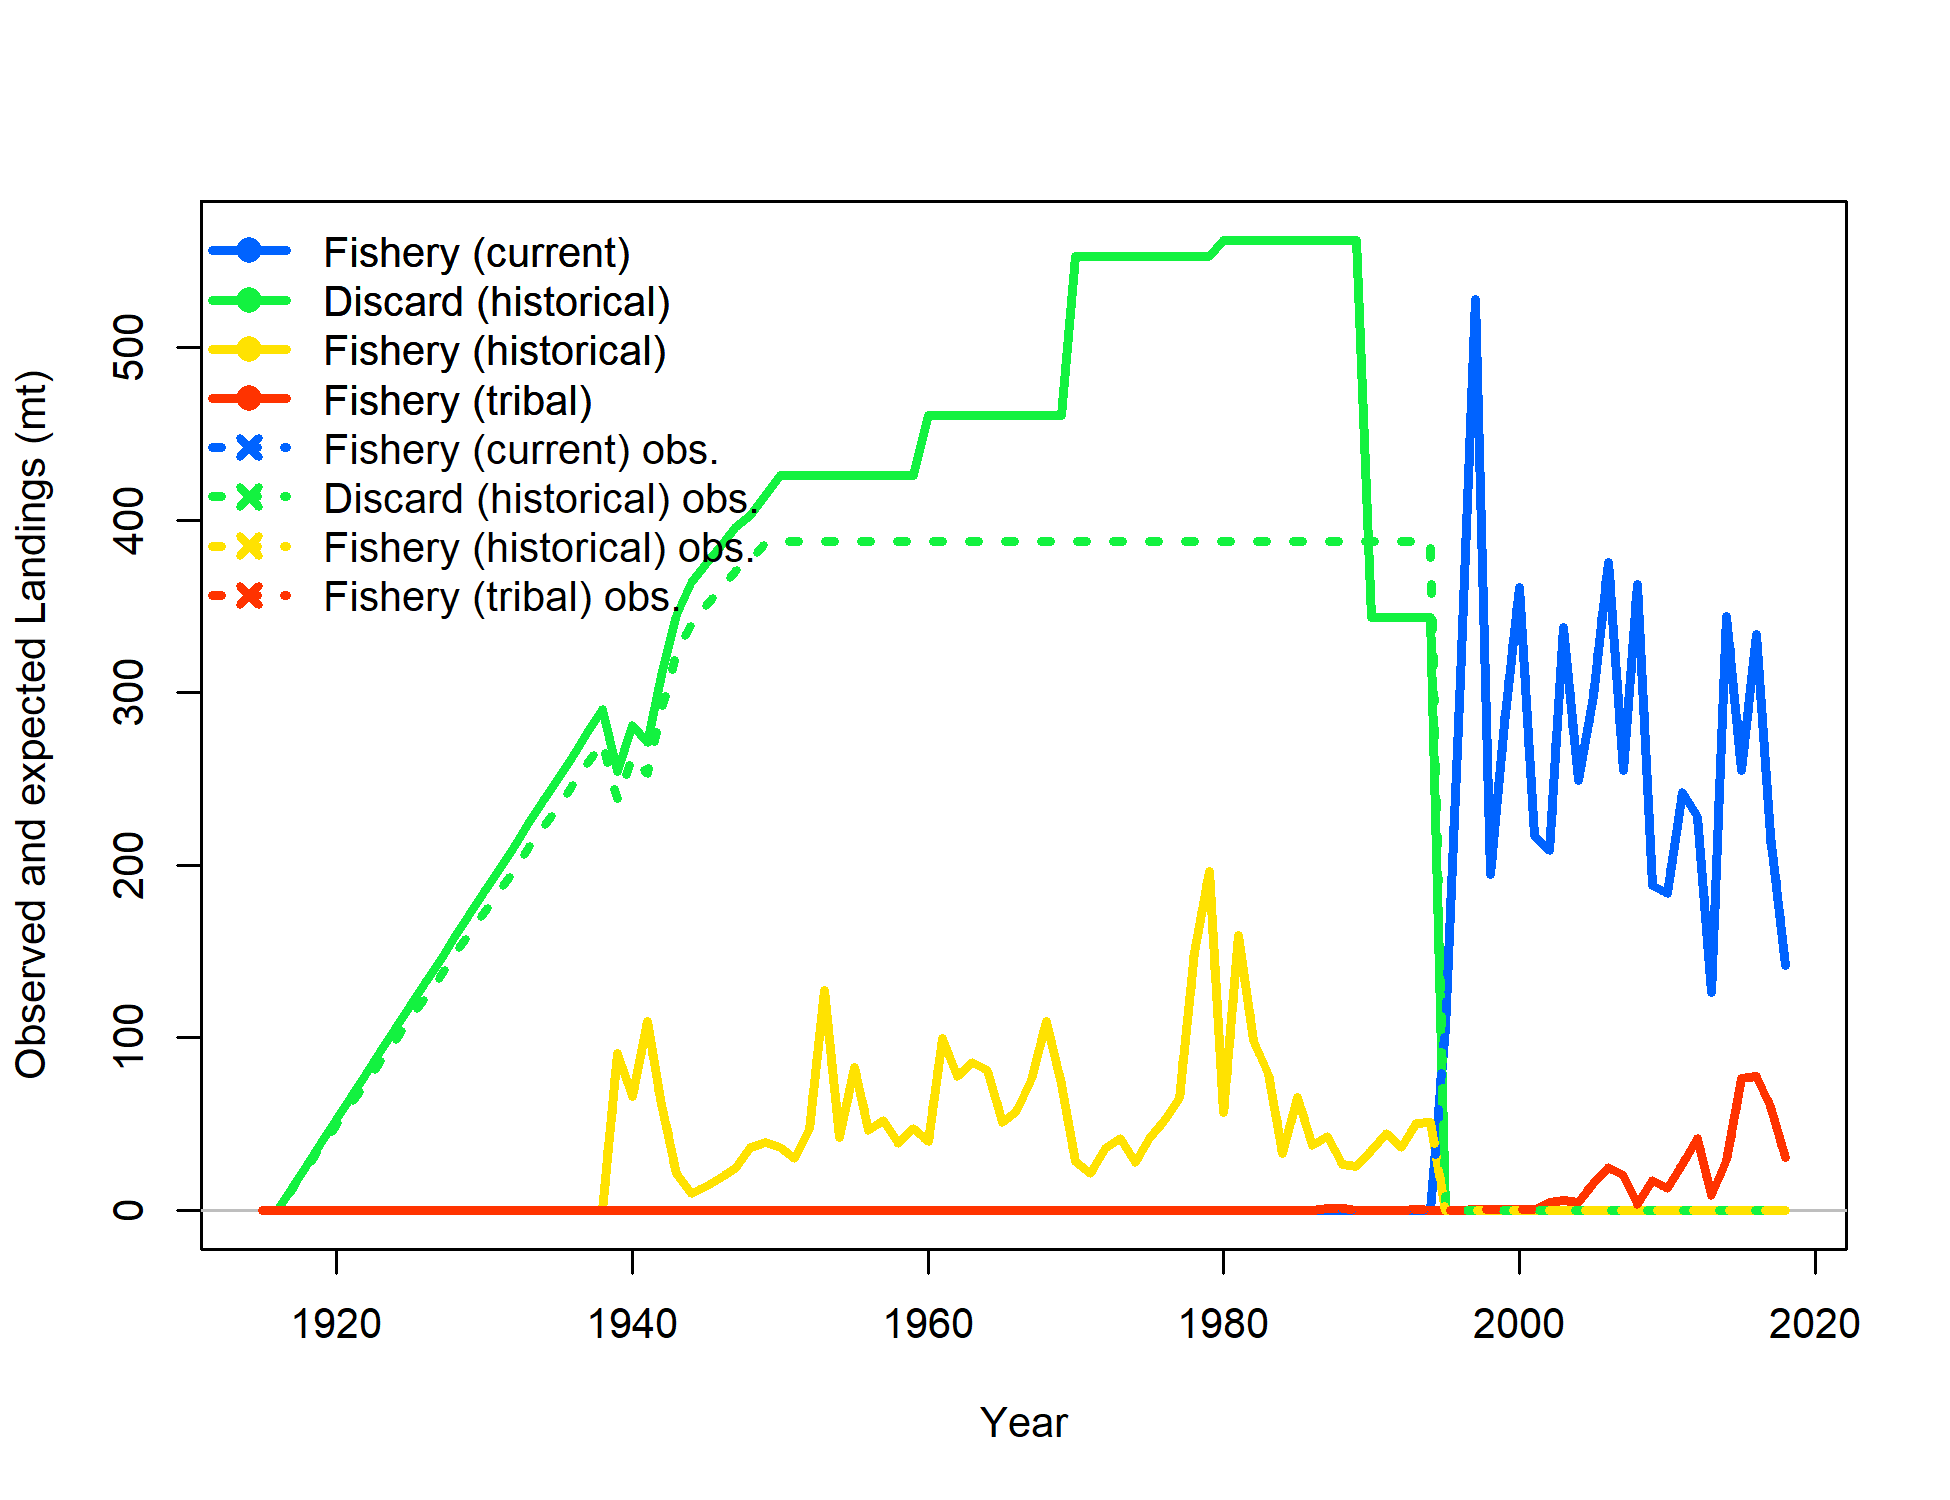 Fishery (current)
Discard (historical)
Fishery (historical)
Fishery (tribal)
Fishery (current) obs.
Discard (historical) obs.
Fishery (historical) obs.
Fishery (tribal) obs.
Observed and expected Landings (mt)
500
400
300
200
100
0
1920 1940 1960 1980 2000 2020
Year